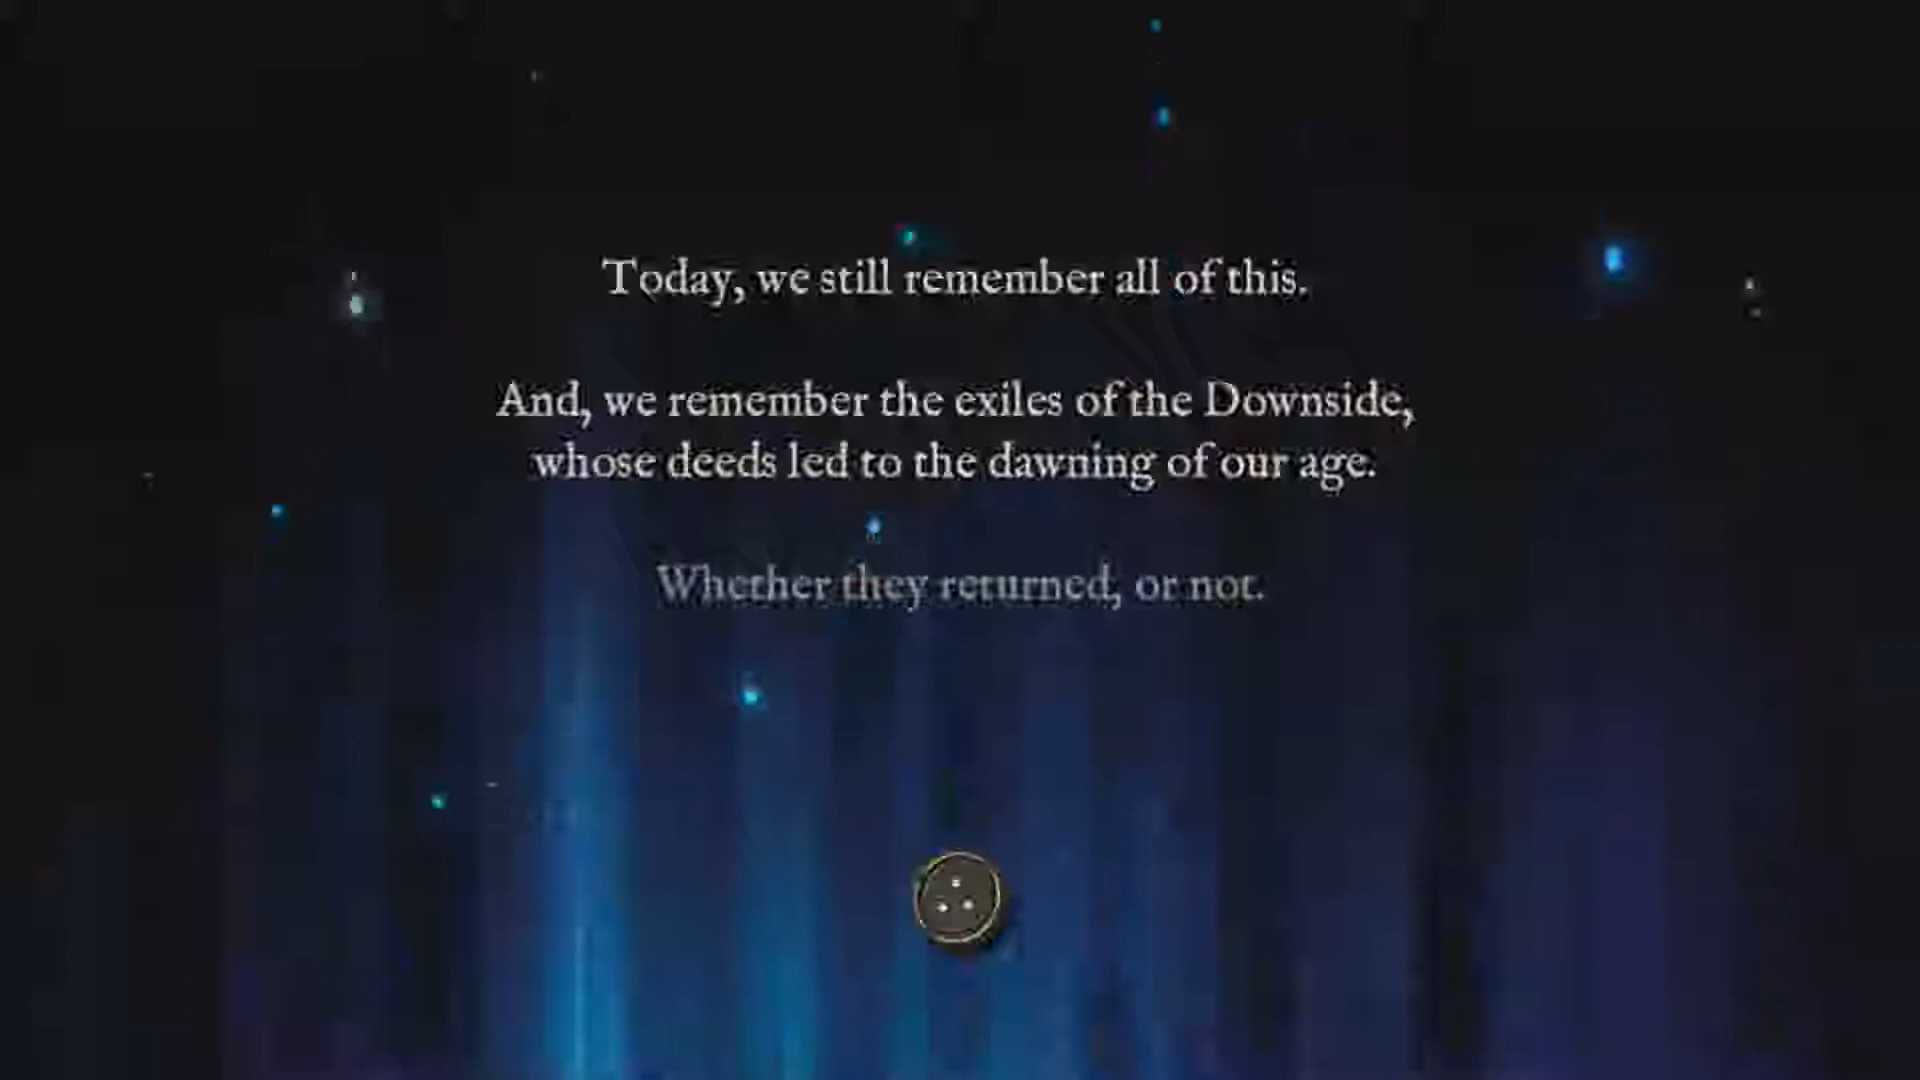 Today, we still remember all of this.
And, we remember the exiles of the Downside,
whose deeds led to the dawning of our age.
Whether they returned, or not.